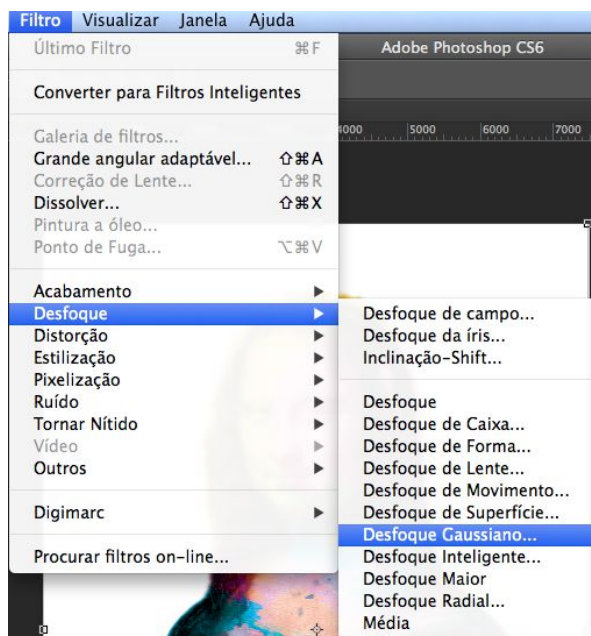 Filtro Visualizar Janela Ajuda
Adobe Photoshop CS6
4000 5000 6000 7000
Último Filtro ⌘F
Converter para Filtros Inteligentes
Galeria de filtros...
Grande angular adaptável... ⇧⌘A
Correção de Lente... ⇧⌘R
Dissolver... ⇧⌘X
Pintura a óleo...
Ponto de Fuga... ⌥⌘V
Acabamento
Desfoque
Distorção
Estilização
Pixelização
Ruído
Tornar Nítido
Vídeo
Outros
Digimarc
Procurar filtros on-line...
Desfoque de campo...
Desfoque da íris...
Inclinação-Shift...
Desfoque
Desfoque de Caixa...
Desfoque de Forma...
Desfoque de Lente...
Desfoque de Movimento...
Desfoque de Superfície...
Desfoque Gaussiano...
Desfoque Inteligente...
Desfoque Maior
Desfoque Radial...
Média